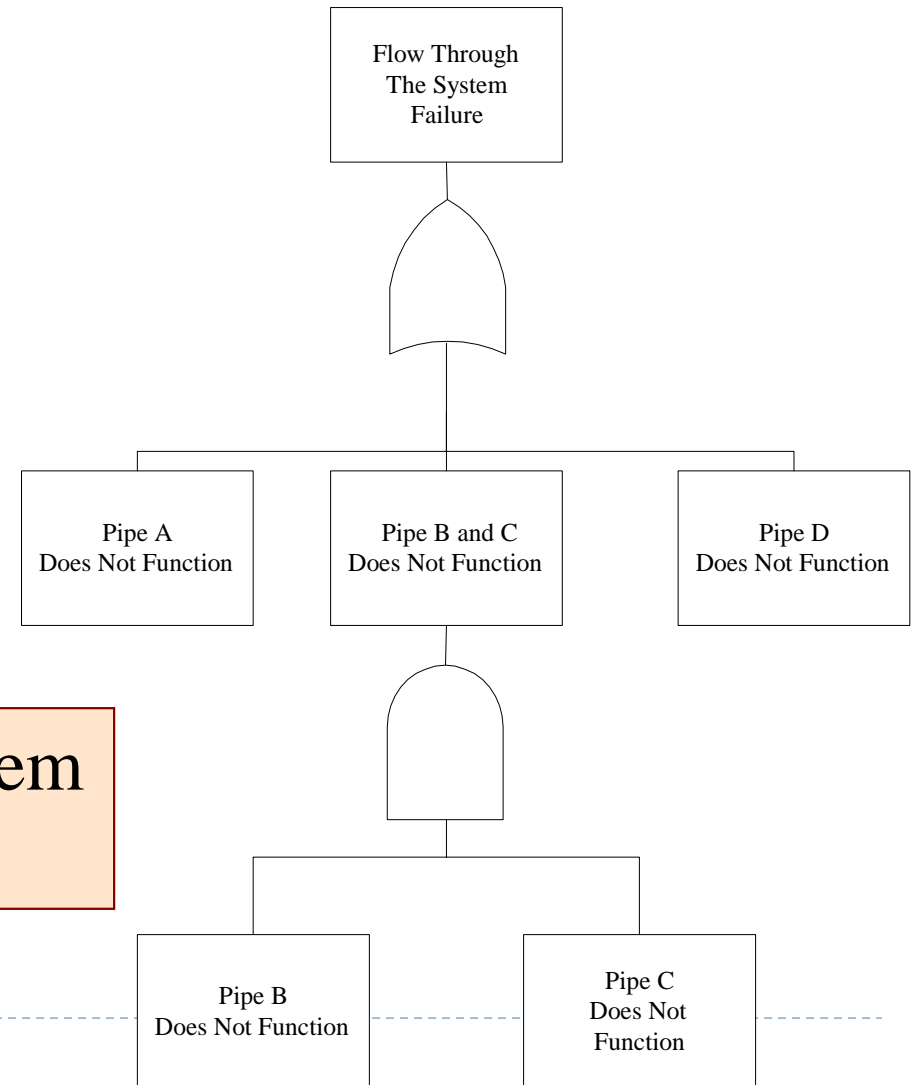 Flow Through
The System
Failure
Pipe A
Does Not Function
Pipe B and C
Does Not Function
Pipe D
Does Not Function
em
Pipe B
Does Not Function
Pipe C
Does Not
Function